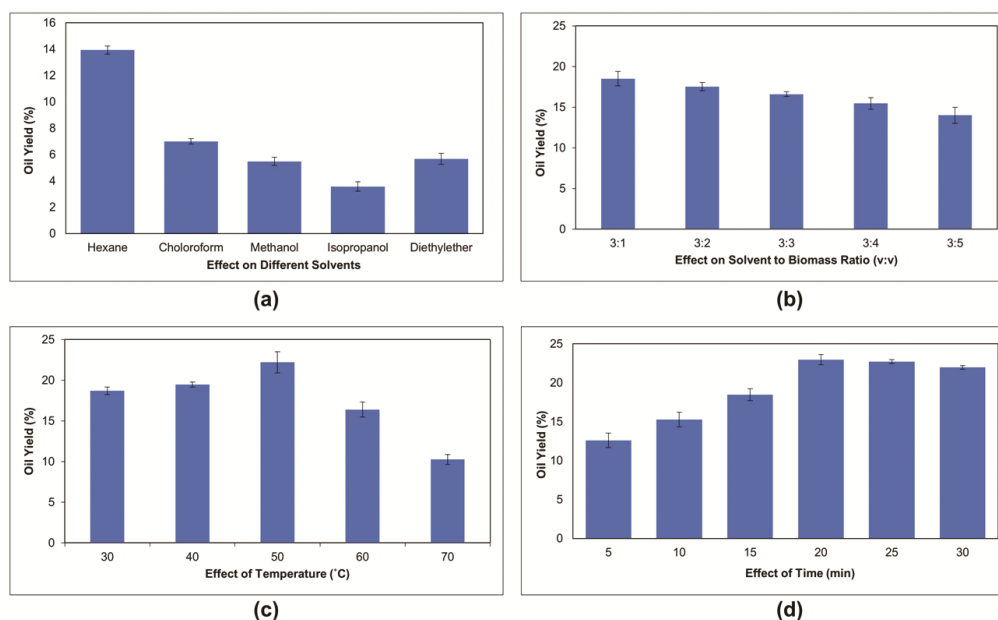 16
14
12
10
8
6
4
2
0
Oil Yield (%)
Hexane Choloroform Methanol Isopropanol Diethylether
Effect on Different Solvents
(a)
25
20
15
10
5
0
Oil Yield (%)
3:1 3:2 3:3 3:4 3:5
Effect on Solvent to Biomass Ratio (v:v)
(b)
25
20
15
10
5
0
Oil Yield (%)
30 40 50 60 70
Effect of Temperature (˚C)
(c)
25
20
15
10
5
0
Oil Yield (%)
5 10 15 20 25 30
Effect of Time (min)
(d)